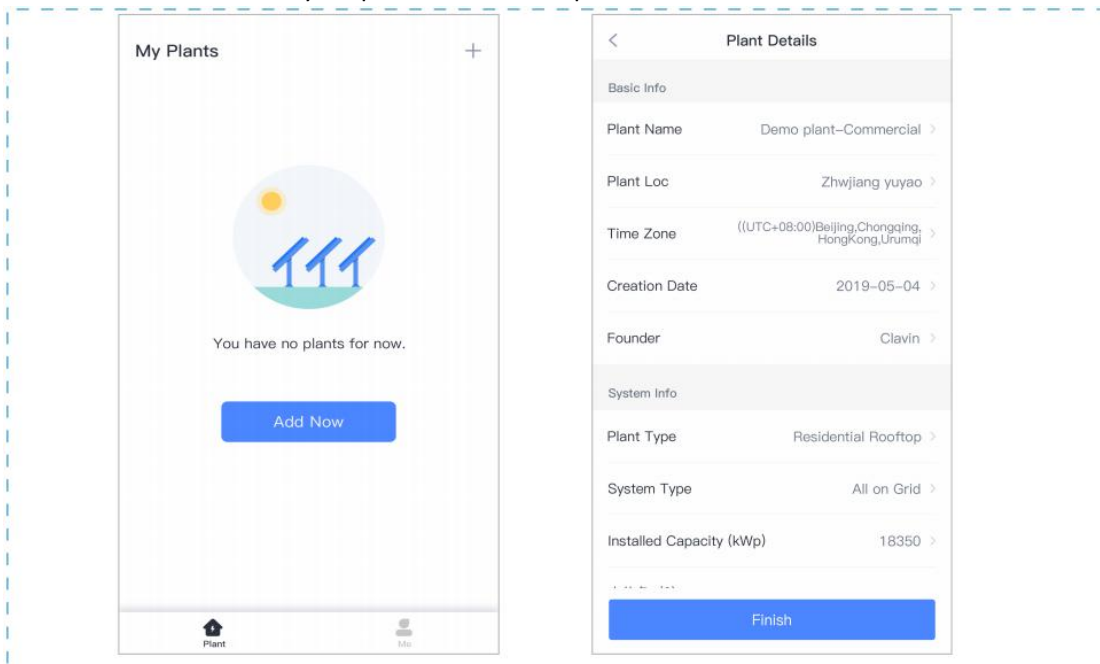 My Plants
+
You have no plants for now.
Add Now
Plant
Me
Plant Details
Basic Info
Plant Name Demo plant-Commercial
Plant Loc Zhwjiang yuyao
Time Zone ((UTC+08:00)Beijing,Chongqing,
HongKong,Urumqi
Creation Date 2019-05-04
Founder Clavin
System Info
Plant Type Residential Rooftop
System Type All on Grid
Installed Capacity (kWp) 18350
Finish